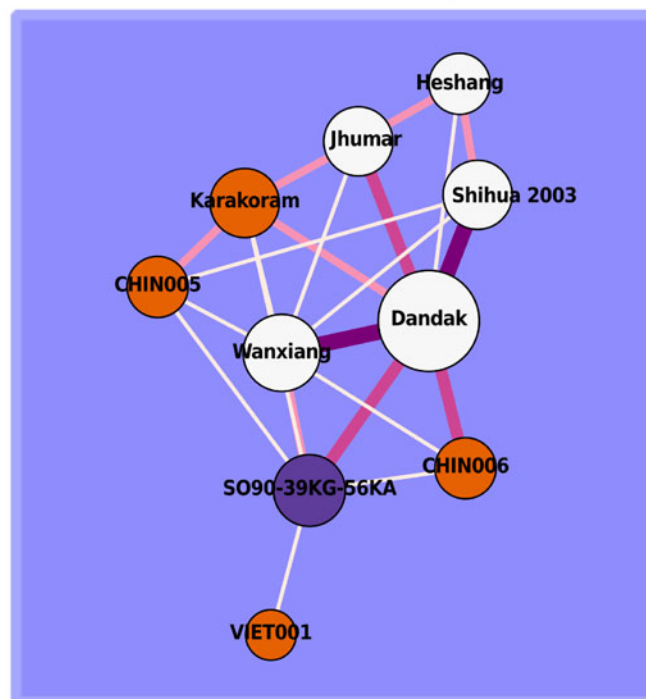 Heshang
Jhumar
Shihua 2003
Karakoram
CHIN005
Dandak
Wanxiang
CHIN006
SO90-39KG-56KA
VIET001